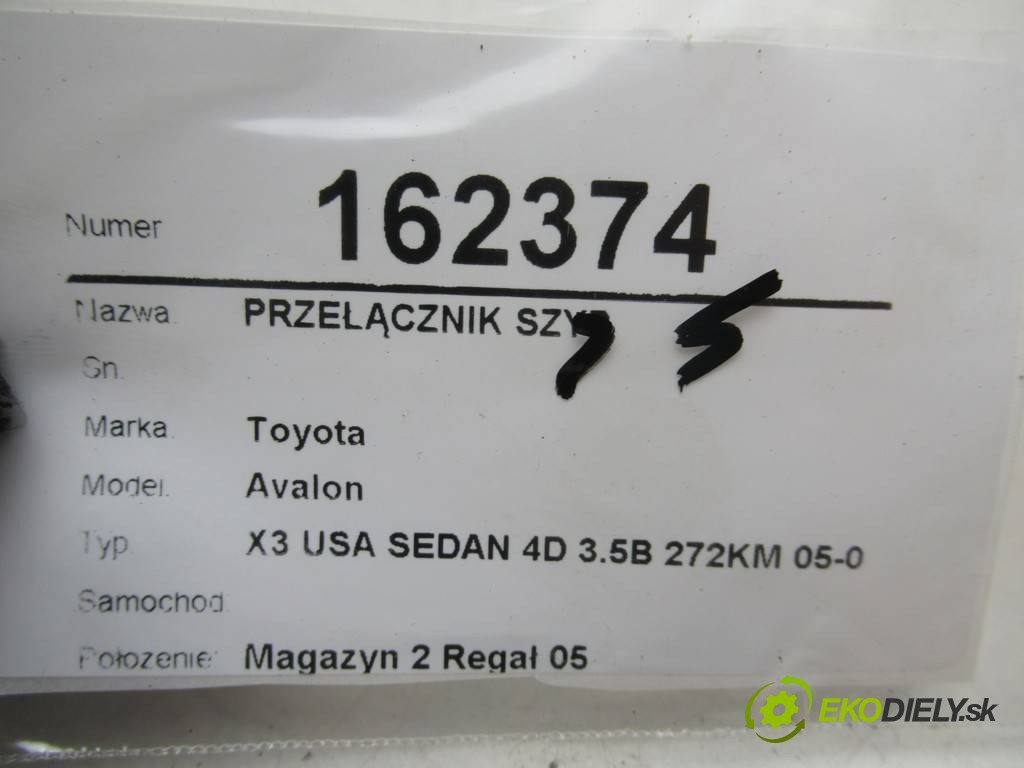 Numer 162374
Nazwa PRZEŁĄCZNIK SZYB
Sn.
Marka Toyota
Model Avalon
Typ X3 USA SEDAN 4D 3.5B 272KM 05-0
Samochod
Położenie: Magazyn 2 Regał 05
EKODIELY.sk